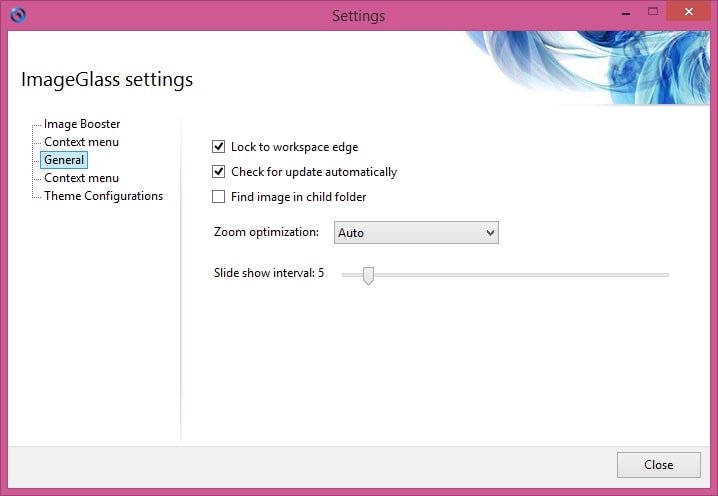 Settings
ImageGlass settings
Image Booster
Context menu
General
Context menu
Theme Configurations
Lock to workspace edge
Check for update automatically
Find image in child folder
Zoom optimization: Auto
Slide show interval: 5
Close